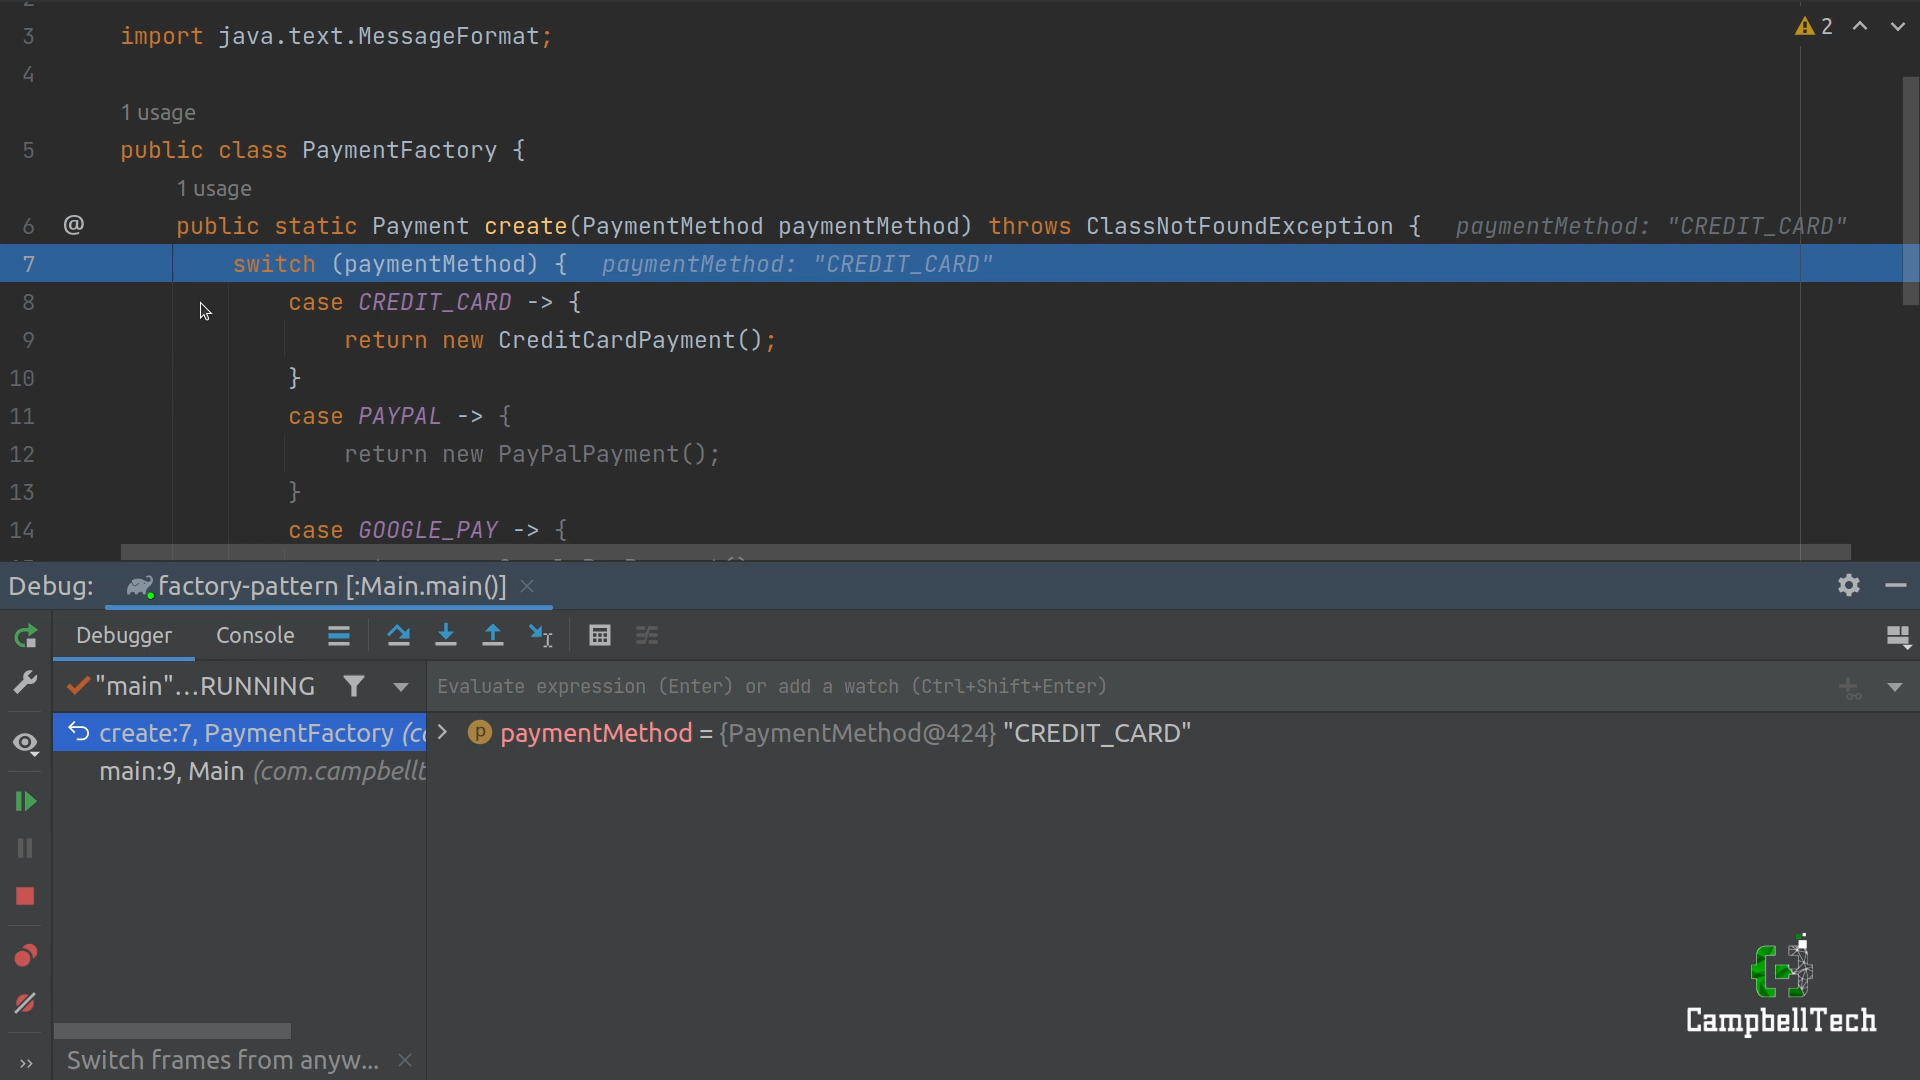 2
3 import java.text.MessageFormat;
2
4
1 usage
5 public class PaymentFactory {
1 usage
6 @ public static Payment create(PaymentMethod paymentMethod) throws ClassNotFoundException { paymentMethod: "CREDIT_CARD"
7 switch (paymentMethod) { paymentMethod: "CREDIT_CARD"
8 case CREDIT_CARD -> {
9 return new CreditCardPayment();
10 }
11 case PAYPAL -> {
12 return new PayPalPayment();
13 }
14 case GOOGLE_PAY -> {
Debug: factory-pattern [:Main.main()]
Debugger Console
"main"...RUNNING
Evaluate expression (Enter) or add a watch (Ctrl+Shift+Enter)
create:7, PaymentFactory (co
p paymentMethod = {PaymentMethod@424} "CREDIT_CARD"
main:9, Main (com.campbellt
Switch frames from anyw...
CampbellTech